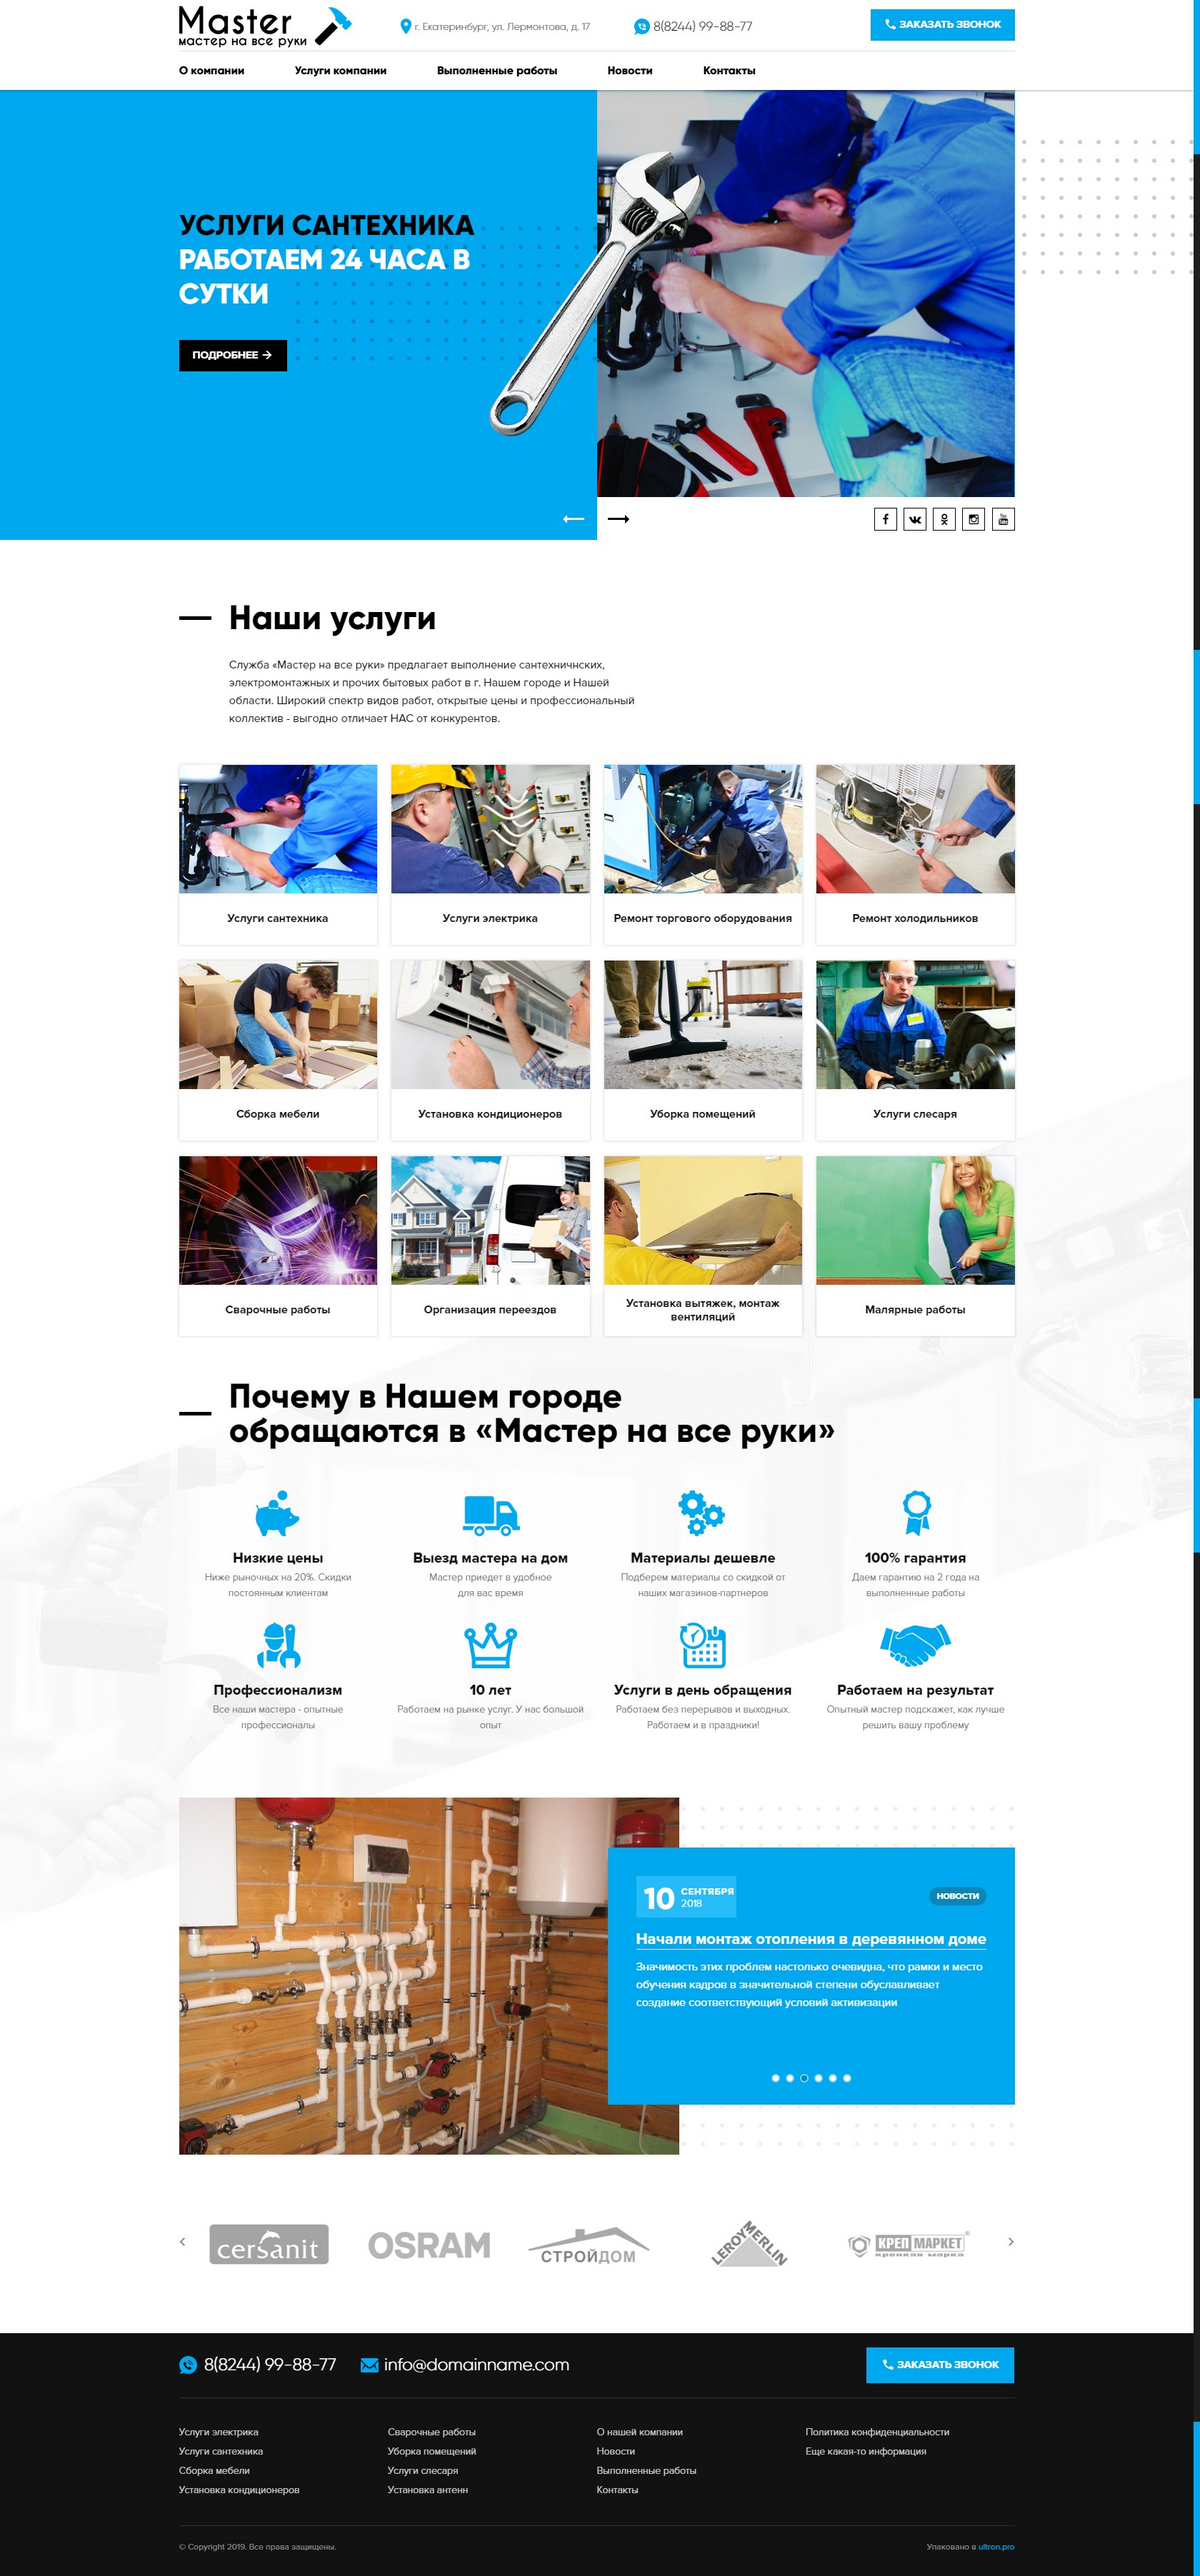 Master
мастер на все руки
г. Екатеринбург, ул. Лермонтова, д. 17
8(8244) 99-88-77
ЗАКАЗАТЬ ЗВОНОК
О компании
Услуги компании
Выполненные работы
Новости
Контакты
УСЛУГИ САНТЕХНИКА
РАБОТАЕМ 24 ЧАСА В
СУТКИ
ПОДРОБНЕЕ
Наши услуги
Служба «Мастер на все руки» предлагает выполнение сантехничнских,
электромонтажных и прочих бытовых работ в г. Нашем городе и Нашей
области. Широкий спектр видов работ, открытые цены и профессиональный
коллектив - выгодно отличает НАС от конкурентов.
Услуги сантехника
Услуги электрика
Ремонт торгового оборудования
Ремонт холодильников
Сборка мебели
Установка кондиционеров
Уборка помещений
Услуги слесаря
Сварочные работы
Организация переездов
Установка вытяжек, монтаж
вентиляций
Малярные работы
Почему в Нашем городе
обращаются в «Мастер на все руки»
Низкие цены
Ниже рыночных на 20%. Скидки
постоянным клиентам
Выезд мастера на дом
Мастер приедет в удобное
для вас время
Материалы дешевле
Подберем материалы со скидкой от
наших магазинов-партнеров
100% гарантия
Даем гарантию на 2 года на
выполненные работы
Профессионализм
Все наши мастера - опытные
профессионалы
10 лет
Работаем на рынке услуг. У нас большой
опыт
Услуги в день обращения
Работаем без перерывов и выходных.
Работаем и в праздники!
Работаем на результат
Опытный мастер подскажет, как лучше
решить вашу проблему
10 СЕНТЯБРЯ
2018
НОВОСТИ
Начали монтаж отопления в деревянном доме
Значимость этих проблем настолько очевидна, что рамки и место
обучения кадров в значительной степени обуславливает
создание соответствующий условий активизации
cersanit
OSRAM
СТРОЙДОМ
LEROY MERLIN
КРЕП МАРКЕТ
крепкая марка
8(8244) 99-88-77
info@domainname.com
ЗАКАЗАТЬ ЗВОНОК
Услуги электрика
Услуги сантехника
Сборка мебели
Установка кондиционеров
Сварочные работы
Уборка помещений
Услуги слесаря
Установка антенн
О нашей компании
Новости
Выполненные работы
Контакты
Политика конфиденциальности
Еще какая-то информация
© Copyright 2019. Все права защищены.
Упаковано в ultron.pro